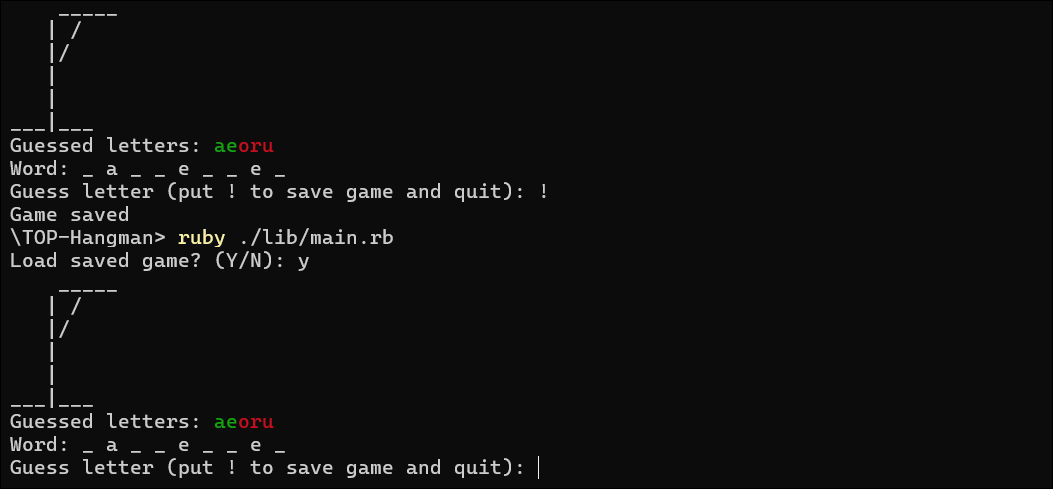 _____
   | /
   |/
   |
   |
___|___
Guessed letters: aeoru
Word: _ a _ _ e _ _ e _
Guess letter (put ! to save game and quit): !
Game saved
\TOP-Hangman> ruby ./lib/main.rb
Load saved game? (Y/N): y
    _____
   | /
   |/
   |
   |
___|___
Guessed letters: aeoru
Word: _ a _ _ e _ _ e _
Guess letter (put ! to save game and quit):